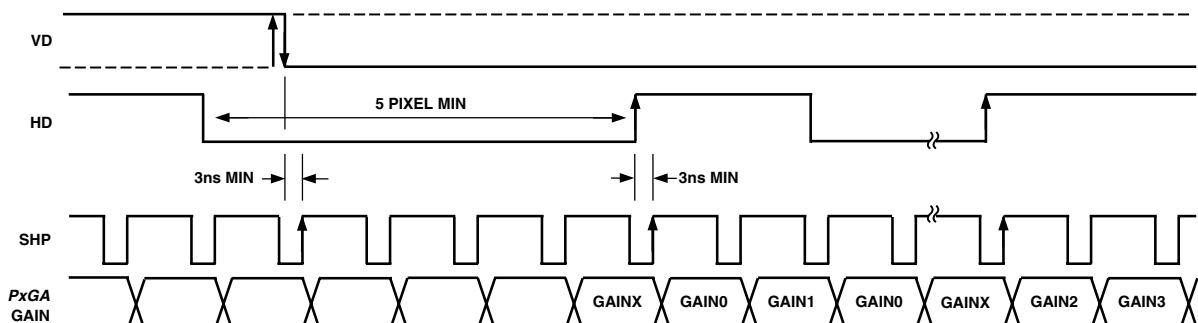 VD
HD
5 PIXEL MIN
3ns MIN
3ns MIN
SHP
PxGA
GAIN
GAINX
GAIN0
GAIN1
GAIN0
GAINX
GAIN2
GAIN3